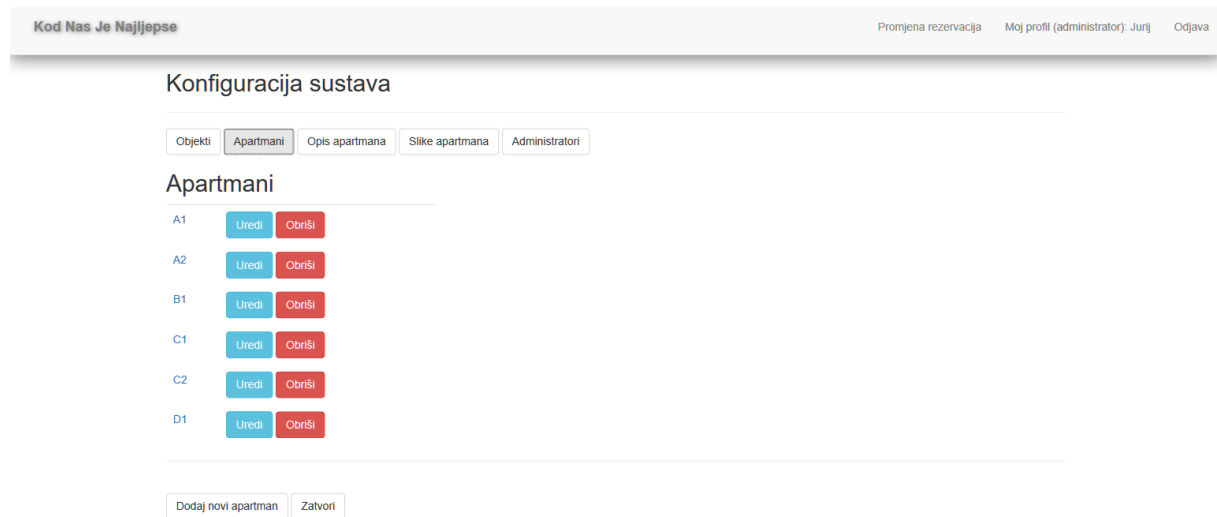 Kod Nas Je Najljepse Promjena rezervacija Moj profil (administrator): Jurij Odjava
Konfiguracija sustava
Objekti Apartmani Opis apartmana Slike apartmana Administratori
Apartmani
A1 Uredi Obriši
A2 Uredi Obriši
B1 Uredi Obriši
C1 Uredi Obriši
C2 Uredi Obriši
D1 Uredi Obriši
Dodaj novi apartman Zatvori